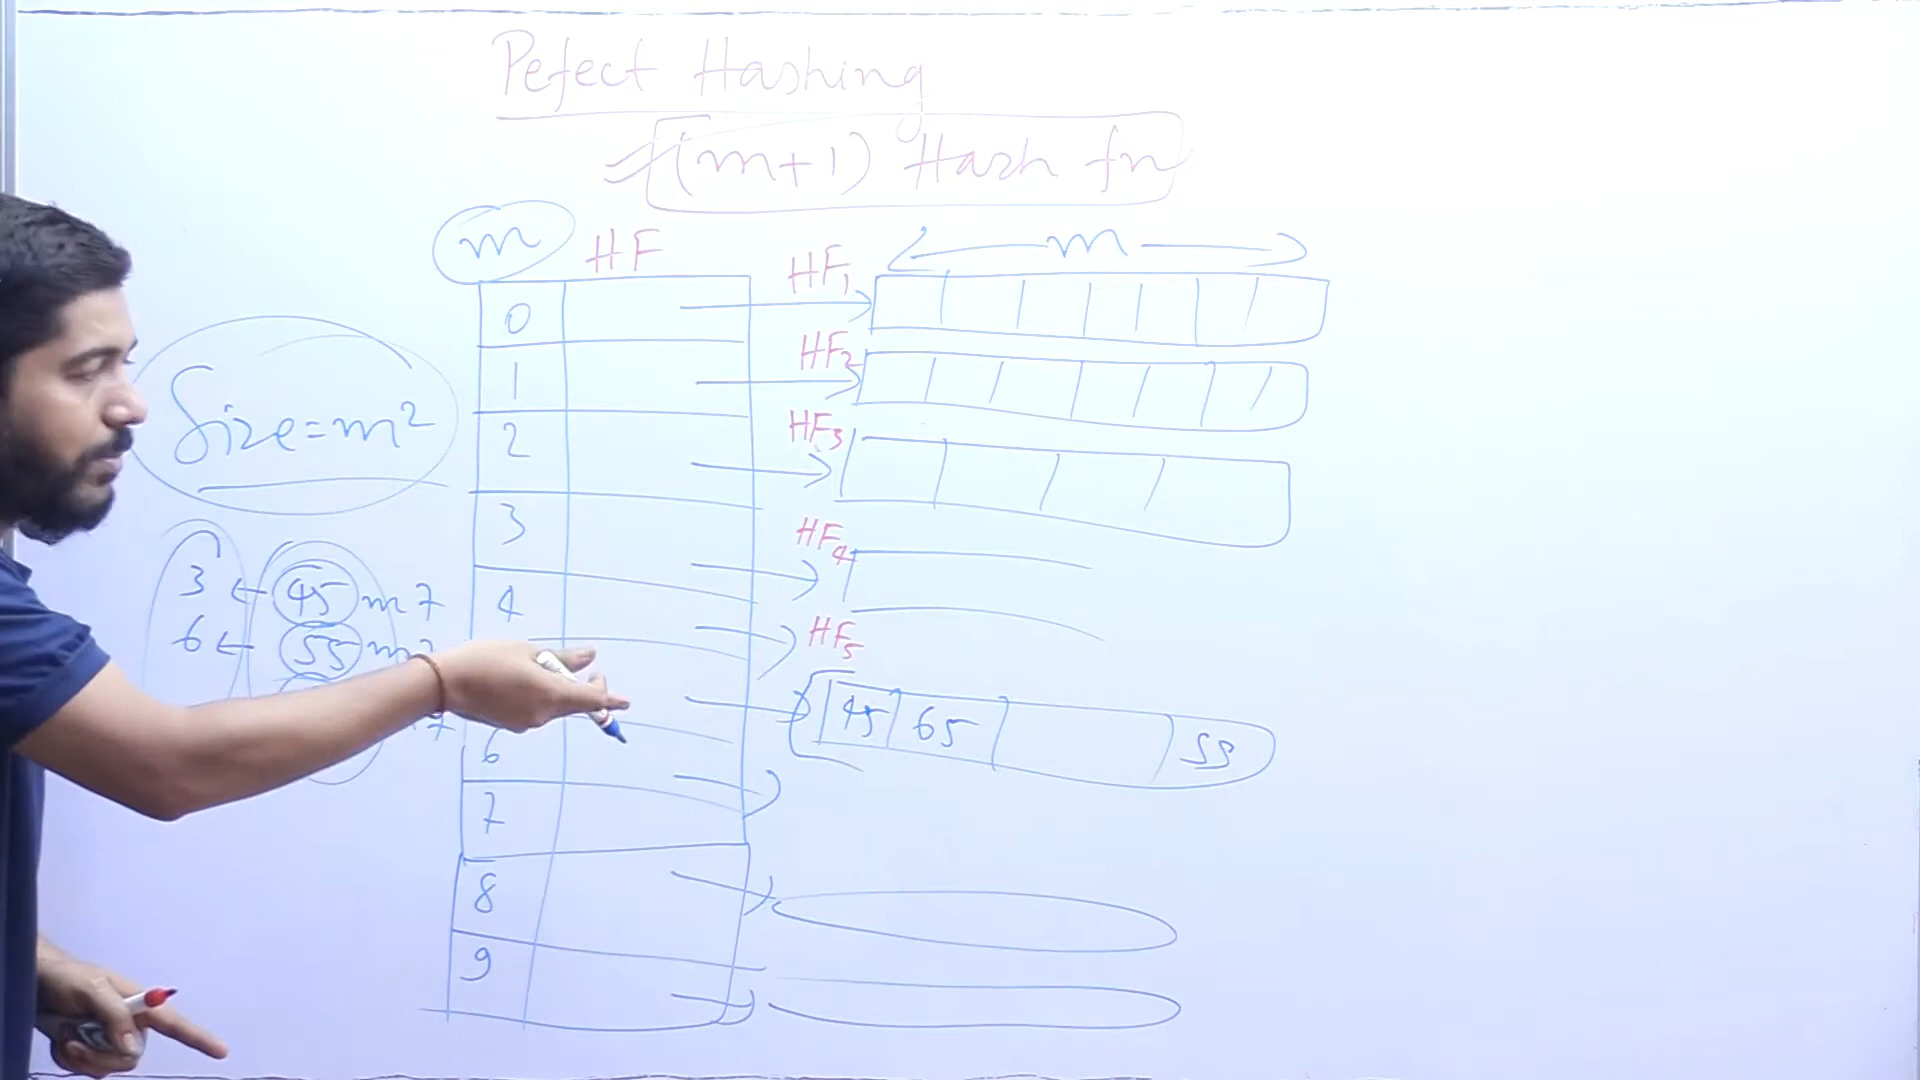 Pefect Hashing
(m+1) Hash fn
m HF m
HF1
0
HF2
1
Size=m²
HF3
2
3
HF4
3 ← 45 m 7
4
6 ← 55 m
HF5
45 65 55
7
6
7
8
9